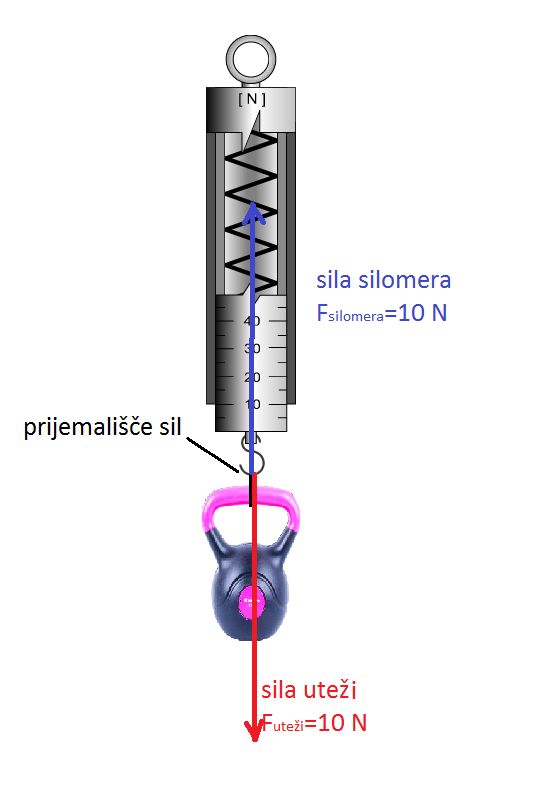 [ N ]
sila silomera
Fsilomera=10 N
40
30
20
10
prijemališče sil
sila uteži
Futeži=10 N